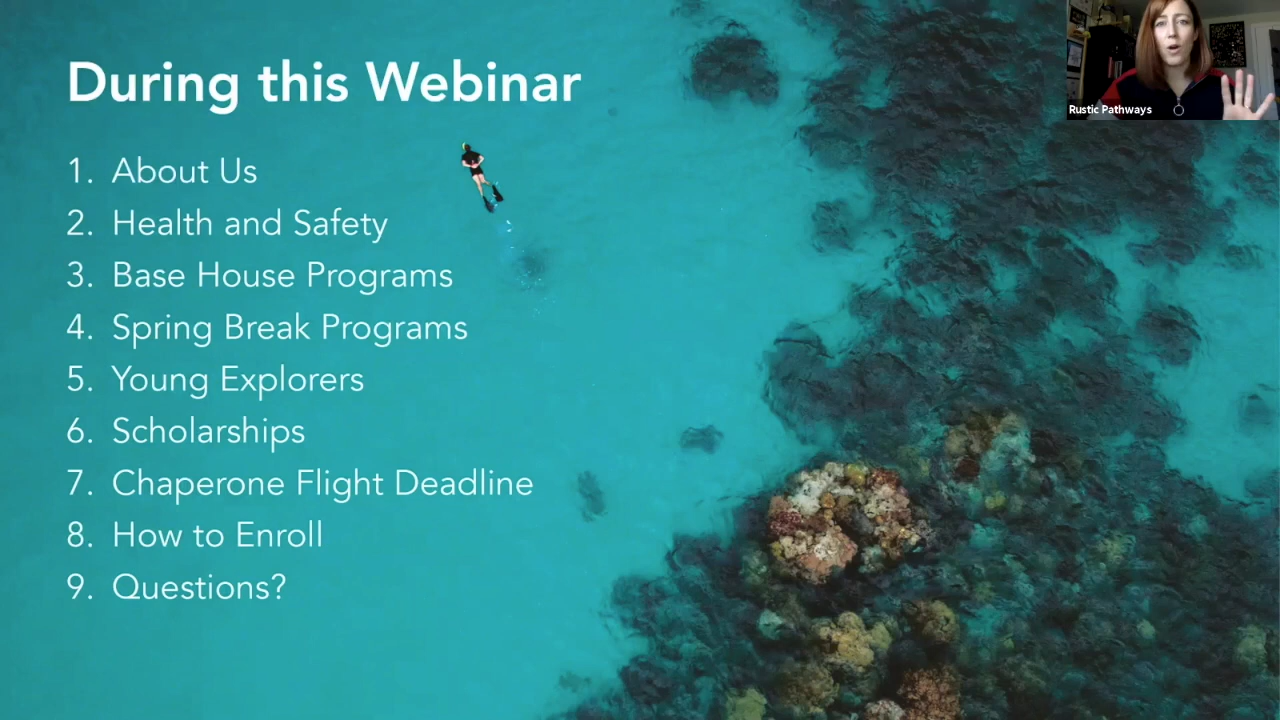 During this Webinar
Rustic Pathways
1. About Us
2. Health and Safety
3. Base House Programs
4. Spring Break Programs
5. Young Explorers
6. Scholarships
7. Chaperone Flight Deadline
8. How to Enroll
9. Questions?